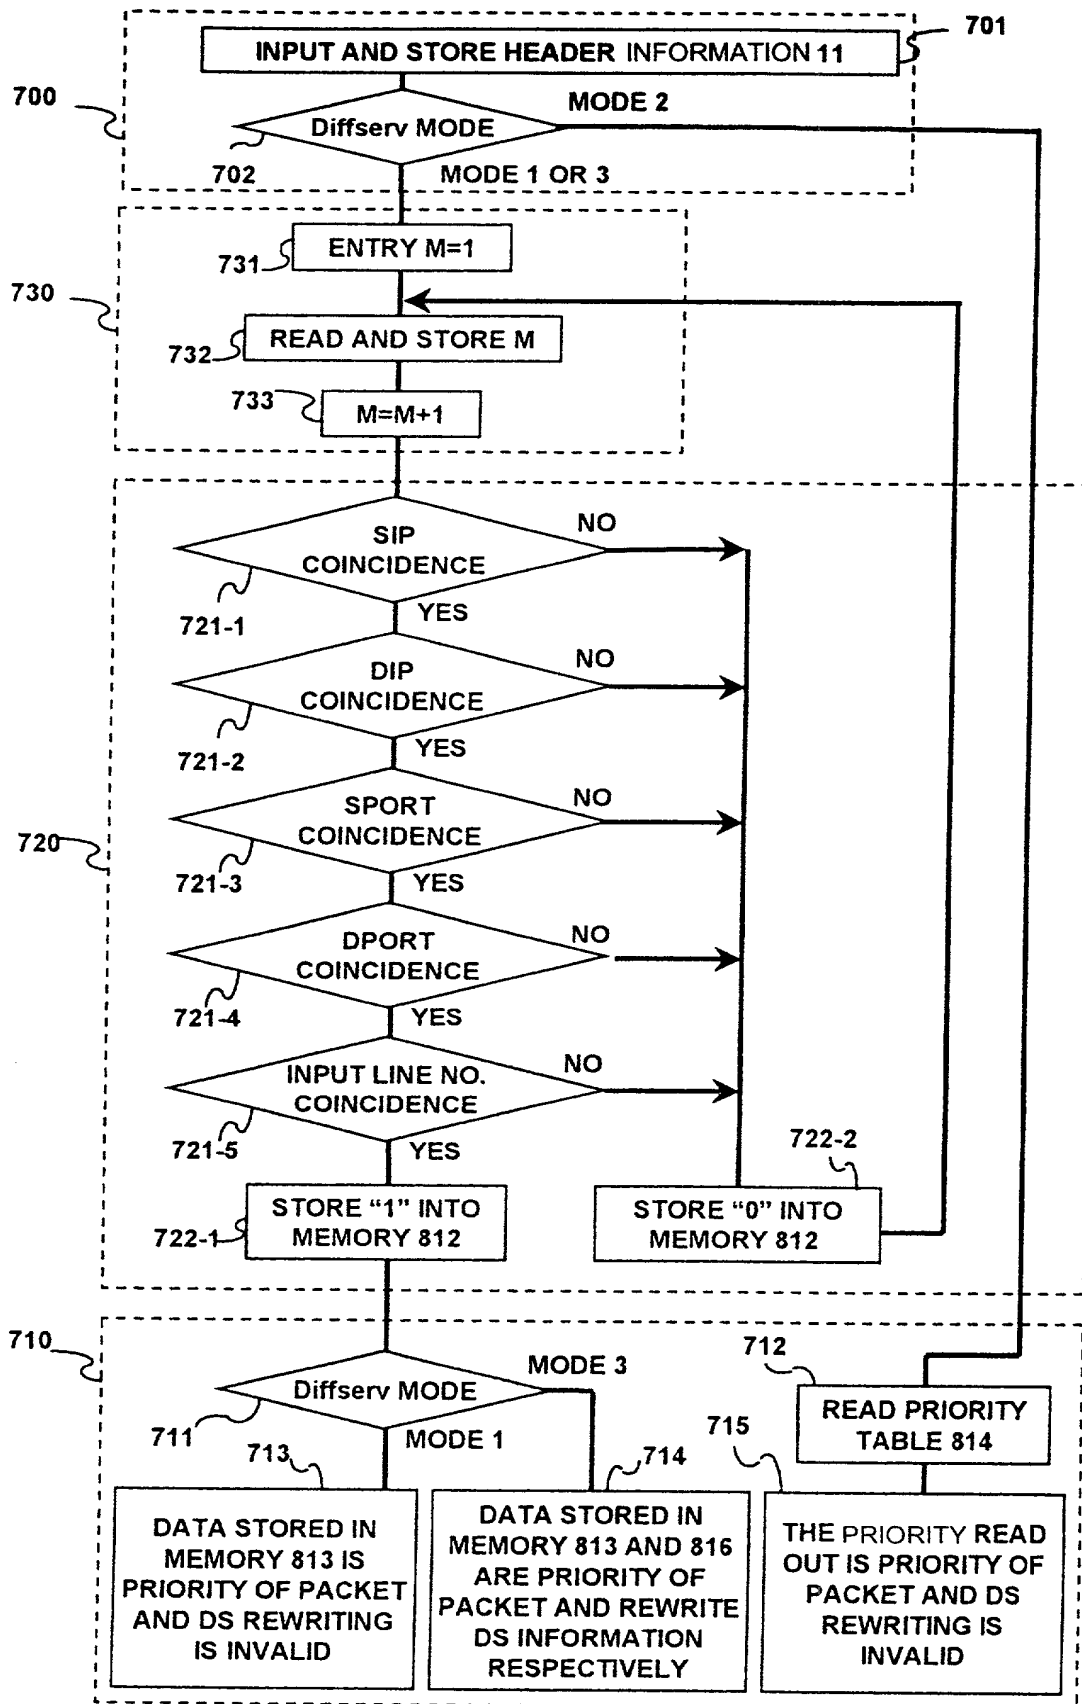 701
INPUT AND STORE HEADER INFORMATION 11
700
MODE 2
Diffserv MODE
702
MODE 1 OR 3
ENTRY M=1
731
730
READ AND STORE M
732
733
M=M+1
SIP
COINCIDENCE
NO
721-1
YES
DIP
COINCIDENCE
NO
721-2
YES
SPORT
COINCIDENCE
NO
720
721-3
YES
DPORT
COINCIDENCE
NO
721-4
YES
INPUT LINE NO.
COINCIDENCE
NO
721-5
YES
722-2
STORE “1” INTO
MEMORY 812
722-1
STORE “0” INTO
MEMORY 812
710
712
MODE 3
Diffserv MODE
711
MODE 1
READ PRIORITY
TABLE 814
713
714
715
DATA STORED IN
MEMORY 813 IS
PRIORITY OF PACKET
AND DS REWRITING
IS INVALID
DATA STORED IN
MEMORY 813 AND 816
ARE PRIORITY OF
PACKET AND REWRITE
DS INFORMATION
RESPECTIVELY
THE PRIORITY READ
OUT IS PRIORITY OF
PACKET AND DS
REWRITING IS
INVALID